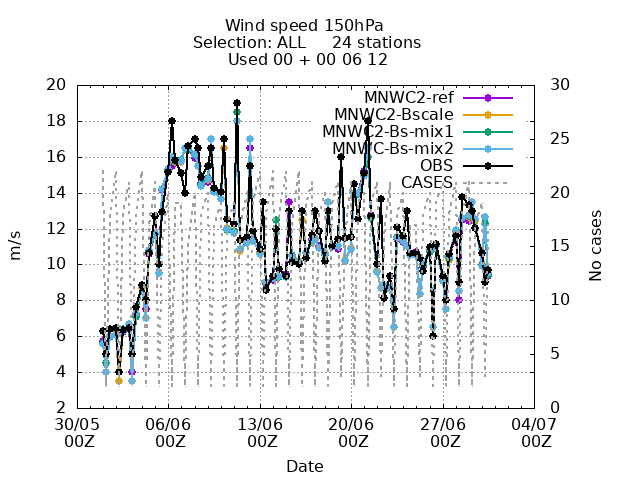 Wind speed 150hPa
Selection: ALL 24 stations
Used 00 + 00 06 12
20
18
16
14
12
10
8
6
4
2
m/s
30
25
20
15
10
5
0
No cases
MNWC2-ref
MNWC2-Bscale
MNWC2-Bs-mix1
MNWC-Bs-mix2
OBS
CASES
30/05 06/06 13/06 20/06 27/06 04/07
00Z 00Z 00Z 00Z 00Z 00Z
Date